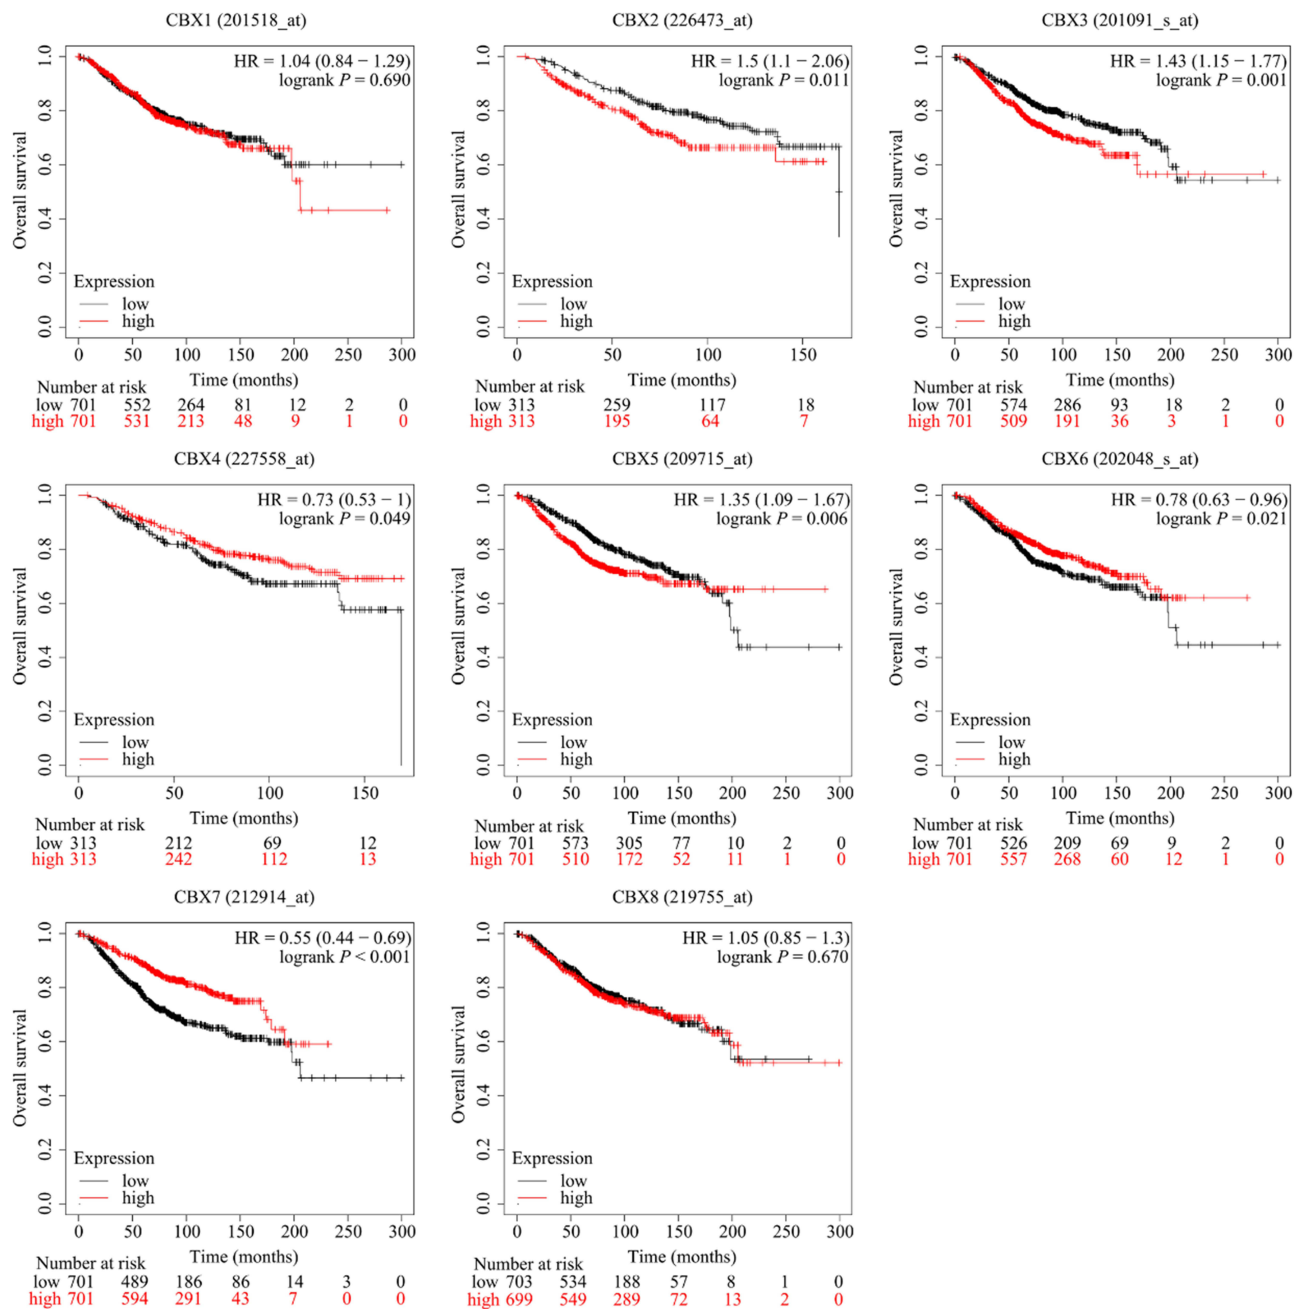 CBX1 (201518_at)
HR = 1.04 (0.84 − 1.29)
logrank P = 0.690
Overall survival
1.0
0.8
0.6
0.4
0.2
0.0
Expression
low
high
0 50 100 150 200 250 300
Time (months)
Number at risk
low 701 552 264 81 12 2 0
high 701 531 213 48 9 1 0
CBX2 (226473_at)
HR = 1.5 (1.1 − 2.06)
logrank P = 0.011
Overall survival
1.0
0.8
0.6
0.4
0.2
0.0
Expression
low
high
0 50 100 150
Time (months)
Number at risk
low 313 259 117 18
high 313 195 64 7
CBX3 (201091_s_at)
HR = 1.43 (1.15 − 1.77)
logrank P = 0.001
Overall survival
1.0
0.8
0.6
0.4
0.2
0.0
Expression
low
high
0 50 100 150 200 250 300
Time (months)
Number at risk
low 701 574 286 93 18 2 0
high 701 509 191 36 3 1 0
CBX4 (227558_at)
HR = 0.73 (0.53 − 1)
logrank P = 0.049
Overall survival
1.0
0.8
0.6
0.4
0.2
0.0
Expression
low
high
0 50 100 150
Time (months)
Number at risk
low 313 212 69 12
high 313 242 112 13
CBX5 (209715_at)
HR = 1.35 (1.09 − 1.67)
logrank P = 0.006
Overall survival
1.0
0.8
0.6
0.4
0.2
0.0
Expression
low
high
0 50 100 150 200 250 300
Time (months)
Number at risk
low 701 573 305 77 10 2 0
high 701 510 172 52 11 1 0
CBX6 (202048_s_at)
HR = 0.78 (0.63 − 0.96)
logrank P = 0.021
Overall survival
1.0
0.8
0.6
0.4
0.2
0.0
Expression
low
high
0 50 100 150 200 250 300
Time (months)
Number at risk
low 701 526 209 69 9 2 0
high 701 557 268 60 12 1 0
CBX7 (212914_at)
HR = 0.55 (0.44 − 0.69)
logrank P < 0.001
Overall survival
1.0
0.8
0.6
0.4
0.2
0.0
Expression
low
high
0 50 100 150 200 250 300
Time (months)
Number at risk
low 701 489 186 86 14 3 0
high 701 594 291 43 7 0 0
CBX8 (219755_at)
HR = 1.05 (0.85 − 1.3)
logrank P = 0.670
Overall survival
1.0
0.8
0.6
0.4
0.2
0.0
Expression
low
high
0 50 100 150 200 250 300
Time (months)
Number at risk
low 703 534 188 57 8 1 0
high 699 549 289 72 13 2 0